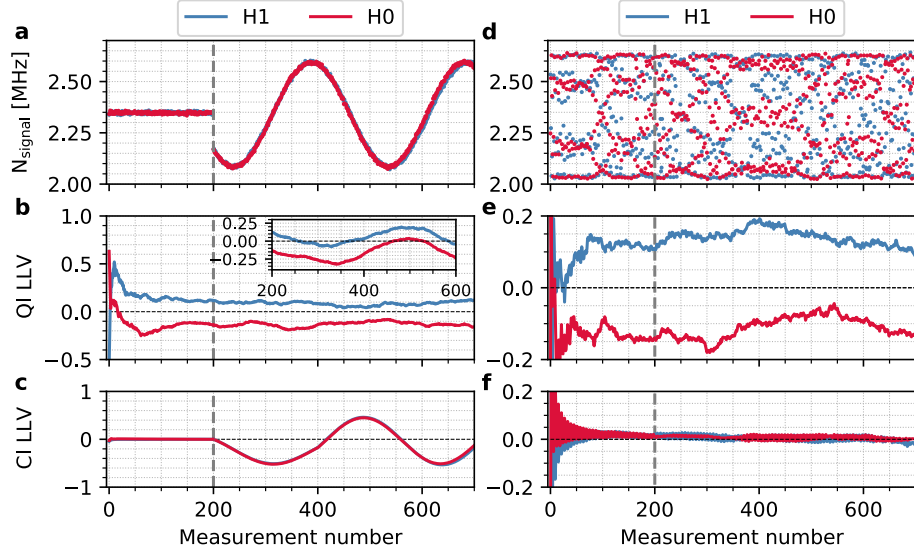 H1 H0
H1 H0
a
N_signal [MHz]
2.50
2.25
2.00
d
2.50
2.25
2.00
b
QI LLV
1.0
0.5
0.0
−0.5
0.25
0.00
−0.25
200 400 600
e
0.2
0.0
−0.2
c
CI LLV
1
0
−1
0 200 400 600
Measurement number
f
0.2
0.0
−0.2
0 200 400 600
Measurement number